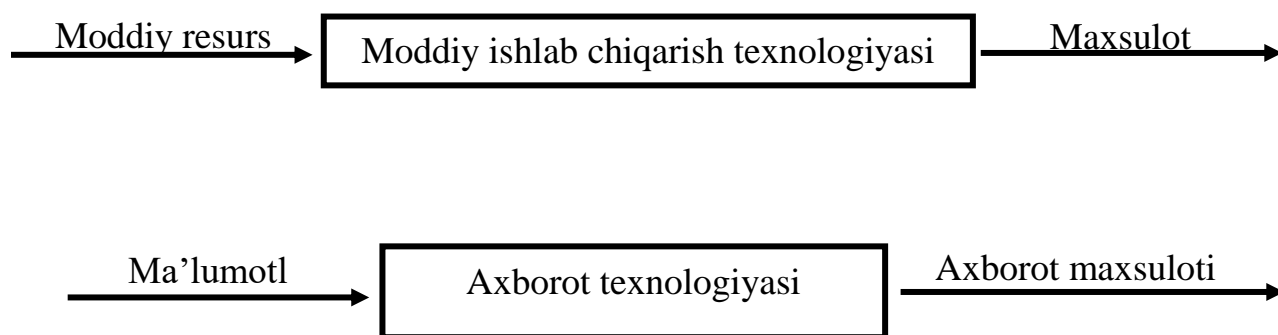 Moddiy resurs
Moddiy ishlab chiqarish texnologiyasi
Maxsulot
Ma’lumotl
Axborot texnologiyasi
Axborot maxsuloti